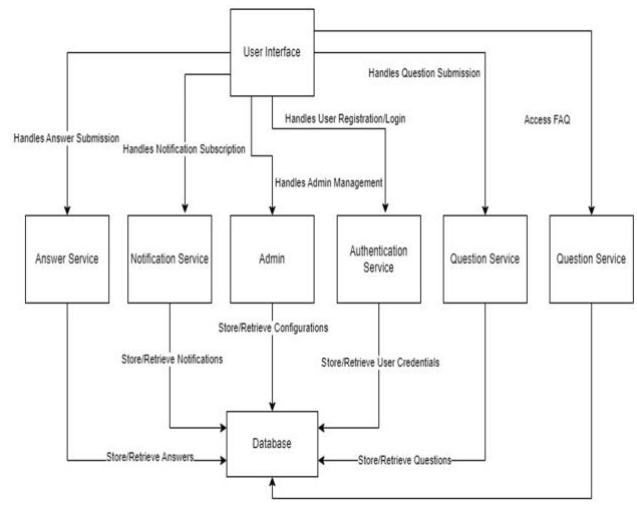 User Interface
Handles Question Submission
Handles User Registration/Login
Access FAQ
Handles Answer Submission
Handles Notification Subscription
Handles Admin Management
Answer Service
Notification Service
Admin
Authentication
Service
Question Service
Question Service
Store/Retrieve Configurations
Store/Retrieve Notifications
Store/Retrieve User Credentials
Database
Store/Retrieve Answers
Store/Retrieve Questions